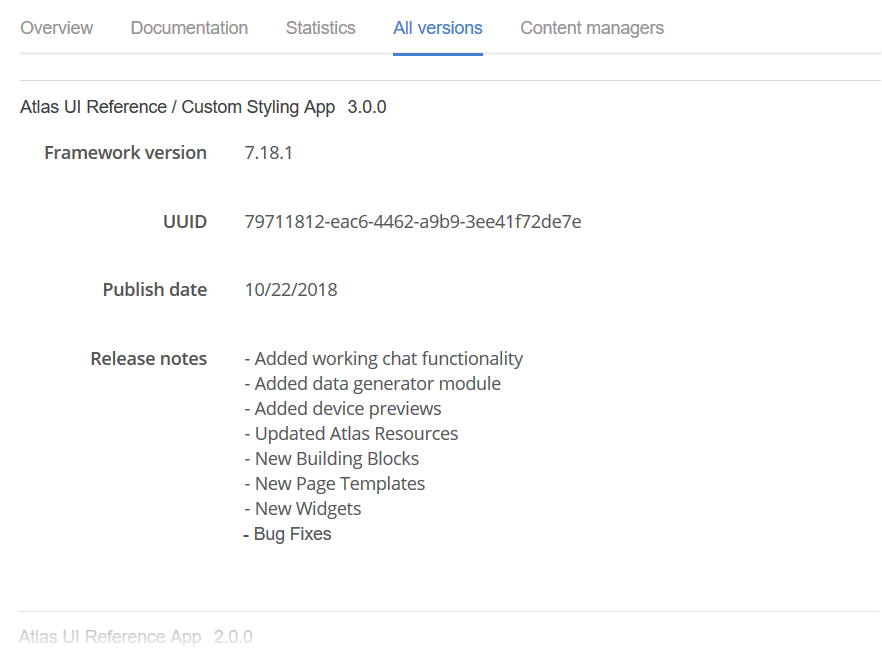 Overview Documentation Statistics All versions Content managers
Atlas UI Reference / Custom Styling App 3.0.0
Framework version 7.18.1
UUID 79711812-eac6-4462-a9b9-3ee41f72de7e
Publish date 10/22/2018
Release notes - Added working chat functionality
- Added data generator module
- Added device previews
- Updated Atlas Resources
- New Building Blocks
- New Page Templates
- New Widgets
- Bug Fixes
Atlas UI Reference App 2.0.0